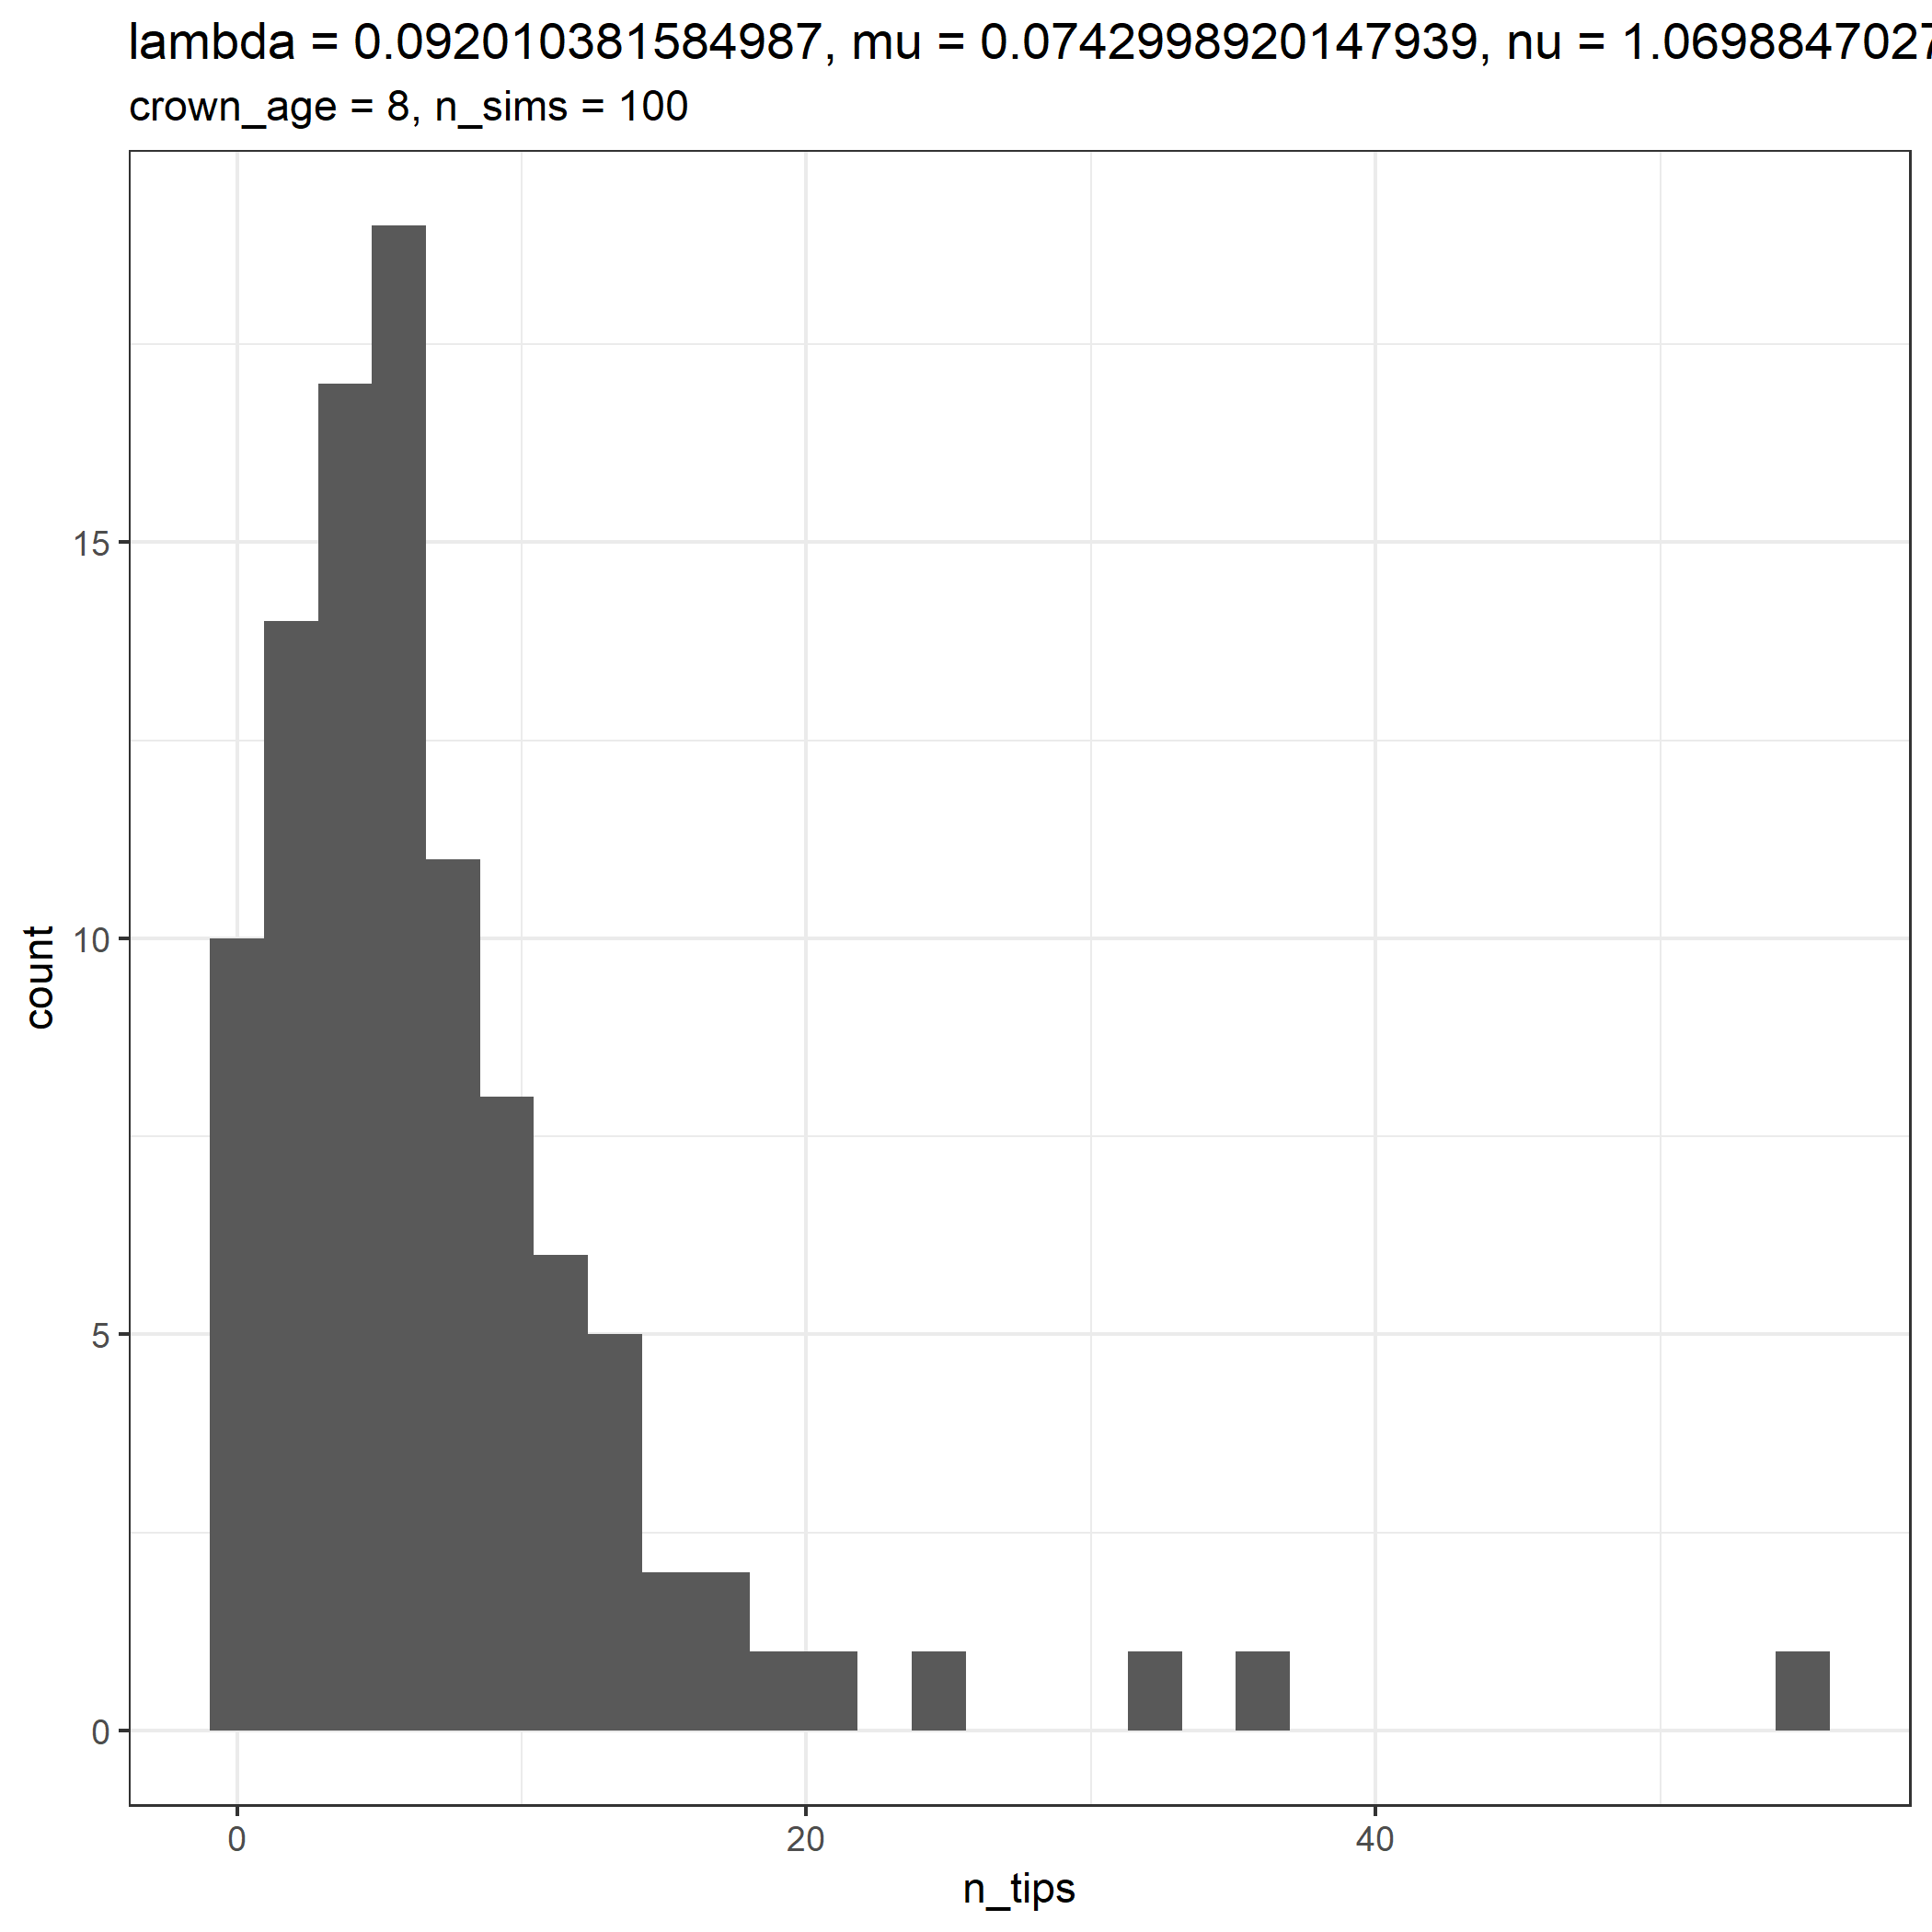 lambda = 0.092010381584987, mu = 0.0742998920147939, nu = 1.069884702
crown_age = 8, n_sims = 100
15
10
5
0
count
0
20
40
n_tips